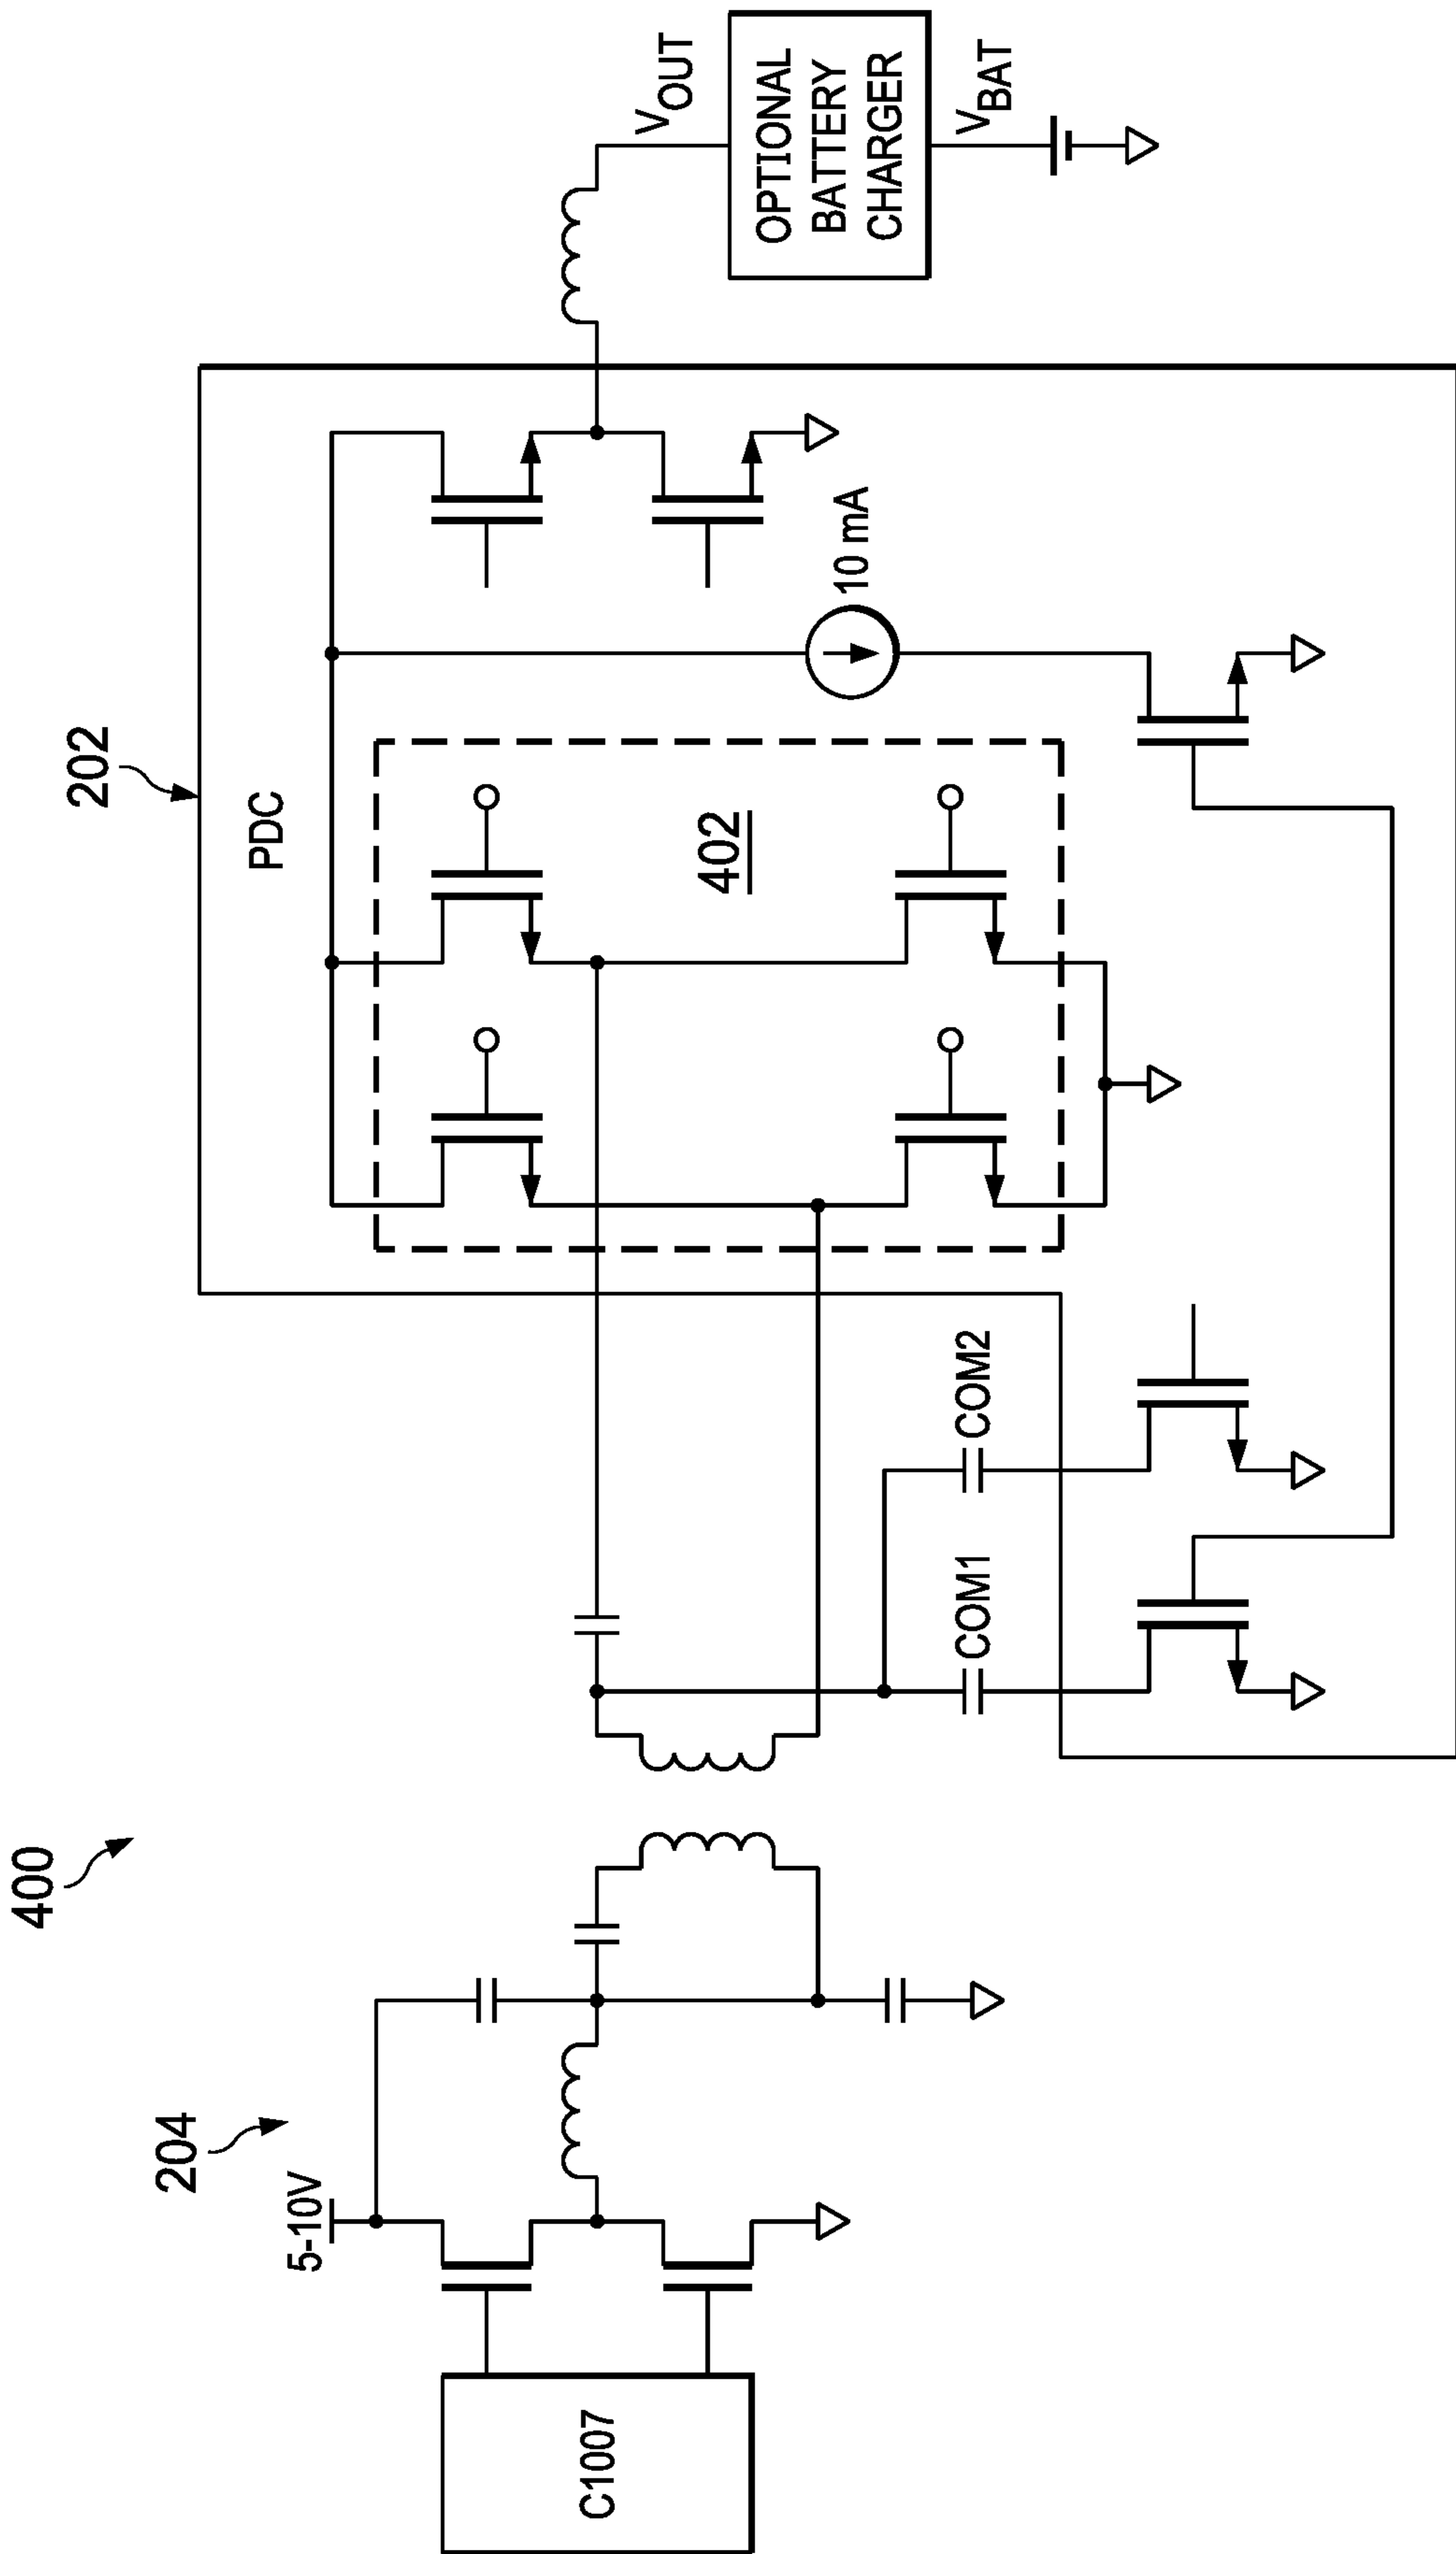 400
204
5-10V
C1007
202
PDC
402
COM1
COM2
10 mA
VOUT
OPTIONAL
BATTERY
CHARGER
VBAT